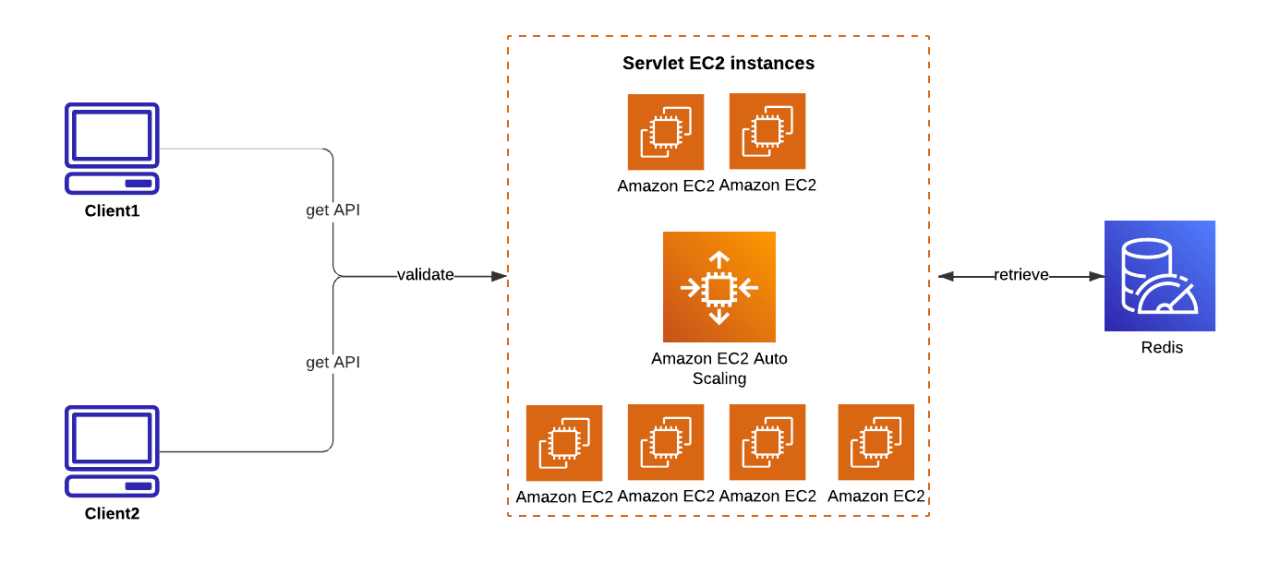 Servlet EC2 instances
Amazon EC2 Amazon EC2
Client1
get API
validate
retrieve
Redis
Amazon EC2 Auto
Scaling
get API
Amazon EC2 Amazon EC2 Amazon EC2 Amazon EC2
Client2